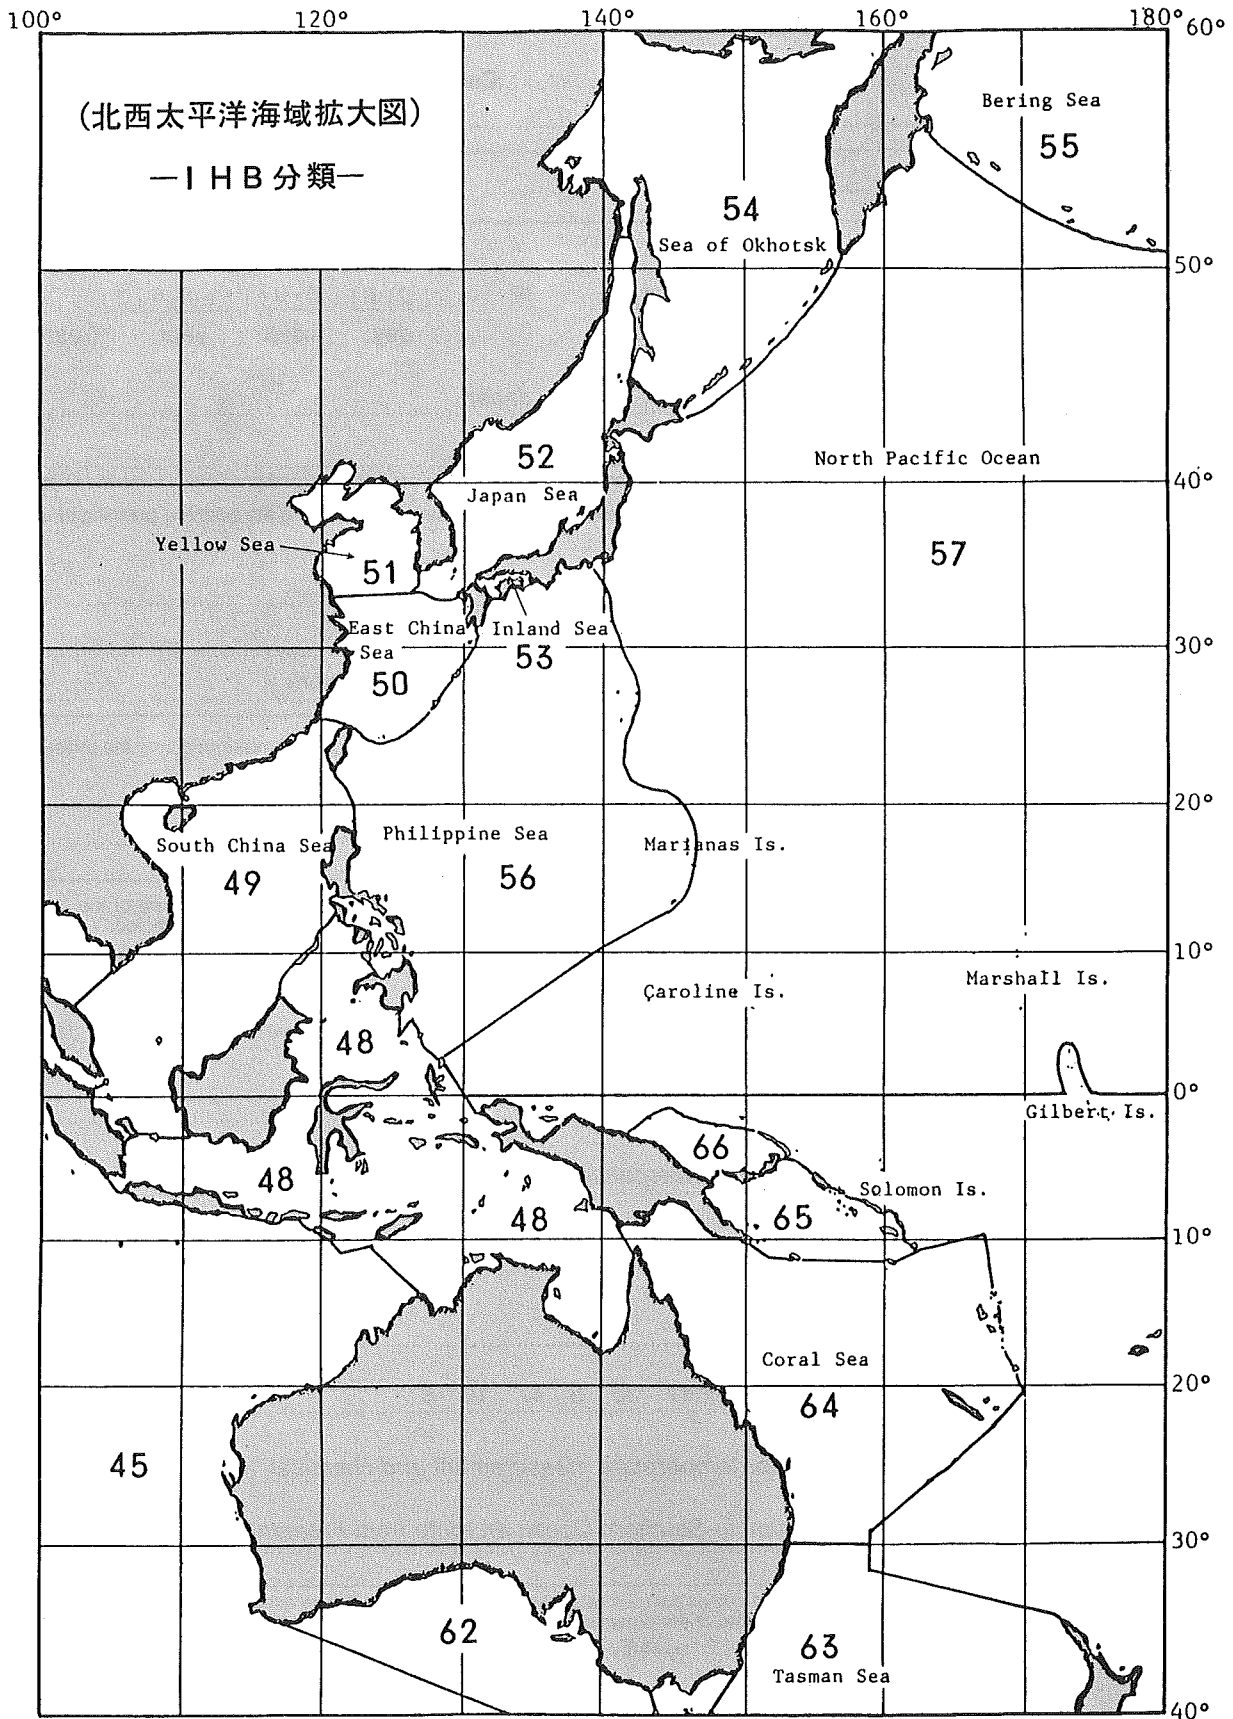 100° 120° 140° 160° 180° 60°
(北西太平洋海域拡大図)
—IHB分類—
Bering Sea
55
54
Sea of Okhotsk
50°
52
Japan Sea
North Pacific Ocean
40°
Yellow Sea
51
57
East China
Sea
50
Inland Sea
53
30°
20°
South China Sea
49
Philippine Sea
56
Marianas Is.
10°
Caroline Is.
Marshall Is.
48
0°
Gilbert Is.
66
48
48
65
Solomon Is.
10°
Coral Sea
64
20°
45
30°
62
63
Tasman Sea
40°